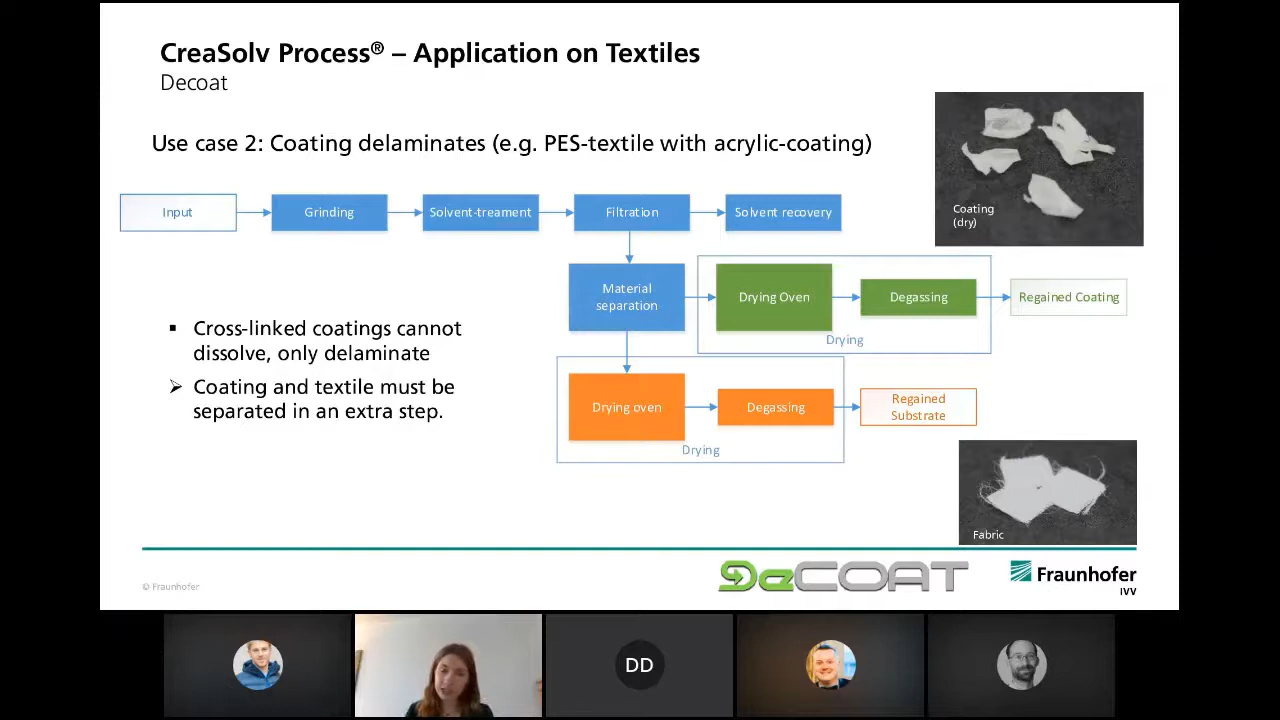 CreaSolv Process® – Application on Textiles
Decoat
Use case 2: Coating delaminates (e.g. PES-textile with acrylic-coating)
Coating
(dry)
Input
Grinding
Solvent-treament
Filtration
Solvent recovery
Material
separation
Drying Oven
Degassing
Regained Coating
Drying
▪ Cross-linked coatings cannot
dissolve, only delaminate
➢ Coating and textile must be
separated in an extra step.
Drying oven
Degassing
Regained
Substrate
Drying
Fabric
© Fraunhofer
DeCOAT
Fraunhofer
IVV
DD